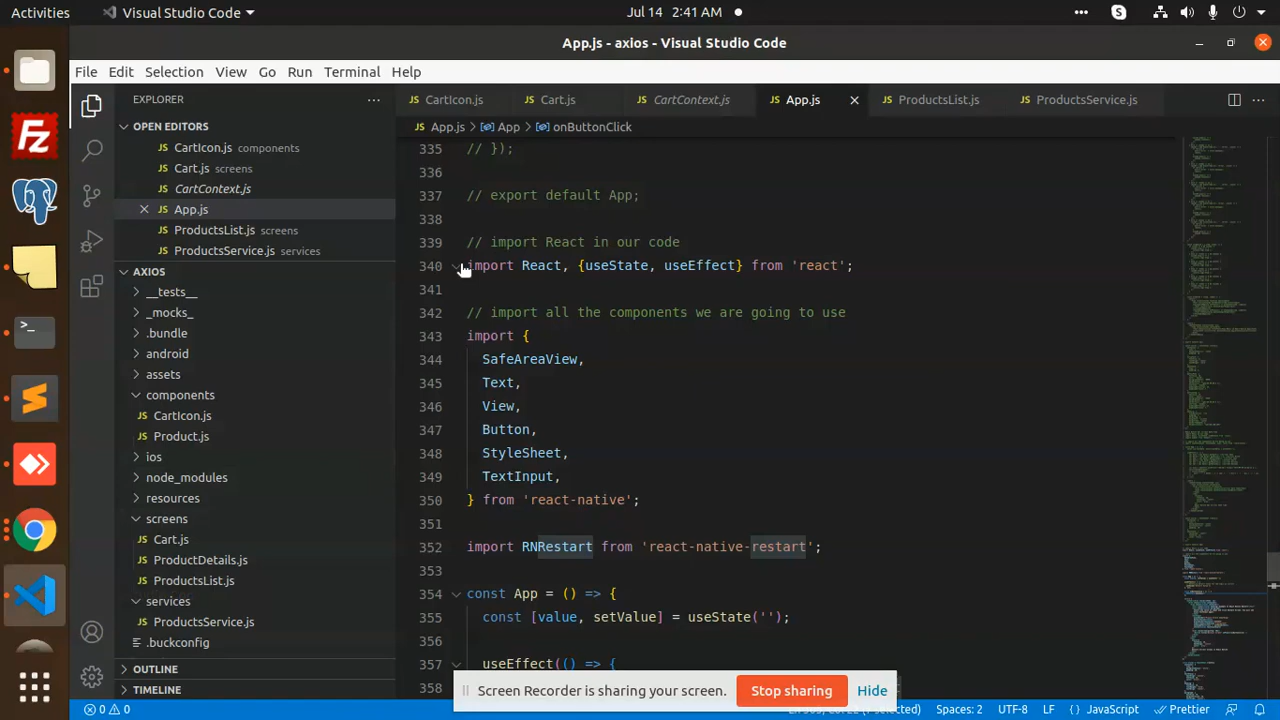 Activities
Visual Studio Code
Jul 14 2:41 AM
App.js - axios - Visual Studio Code
File Edit Selection View Go Run Terminal Help
EXPLORER
CartIcon.js
Cart.js
CartContext.js
App.js
ProductsList.js
ProductsService.js
App.js > App > onButtonClick
OPEN EDITORS
CartIcon.js components
Cart.js screens
CartContext.js
App.js
ProductsList.js screens
ProductsService.js services
AXIOS
__tests__
_mocks_
.bundle
android
assets
components
CartIcon.js
Product.js
ios
node_modules
resources
screens
Cart.js
ProductDetails.js
ProductsList.js
services
ProductsService.js
.buckconfig
OUTLINE
TIMELINE
335 // });
336
337 // export default App;
338
339 // import React in our code
340 import React, {useState, useEffect} from 'react';
341
342 // import all the components we are going to use
343 import {
344 SafeAreaView,
345 Text,
346 View,
347 Button,
348 StyleSheet,
349 TextInput,
350 } from 'react-native';
351
352 import RNRestart from 'react-native-restart';
353
354 const App = () => {
355 const [value, setValue] = useState('');
356
357 useEffect(() => {
358
Screen Recorder is sharing your screen.
Stop sharing
Hide
0 0
Spaces: 2
UTF-8
LF
{} JavaScript
Prettier